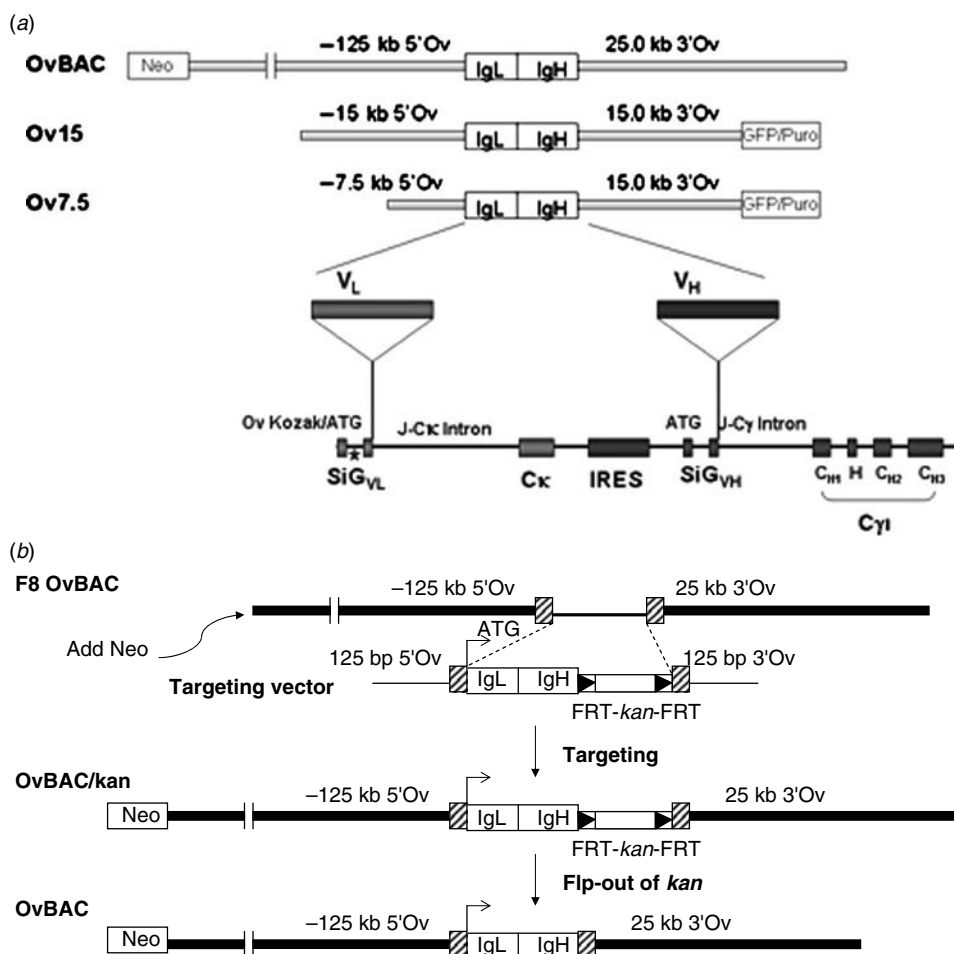 (a)
–125 kb 5'Ov 25.0 kb 3'Ov
OvBAC Neo IgL IgH
–15 kb 5'Ov 15.0 kb 3'Ov
Ov15 IgL IgH GFP/Puro
–7.5 kb 5'Ov 15.0 kb 3'Ov
Ov7.5 IgL IgH GFP/Puro
VL VH
Ov Kozak/ATG J-Cκ Intron ATG J-Cγ Intron
*
SiGVL Cκ IRES SiGVH CH1 H CH2 CH3
Cγ1
(b)
F8 OvBAC
–125 kb 5'Ov 25 kb 3'Ov
Add Neo
ATG
125 bp 5'Ov 125 bp 3'Ov
Targeting vector IgL IgH
FRT-kan-FRT
Targeting
OvBAC/kan
–125 kb 5'Ov 25 kb 3'Ov
Neo IgL IgH
FRT-kan-FRT
Flp-out of kan
OvBAC
–125 kb 5'Ov 25 kb 3'Ov
Neo IgL IgH